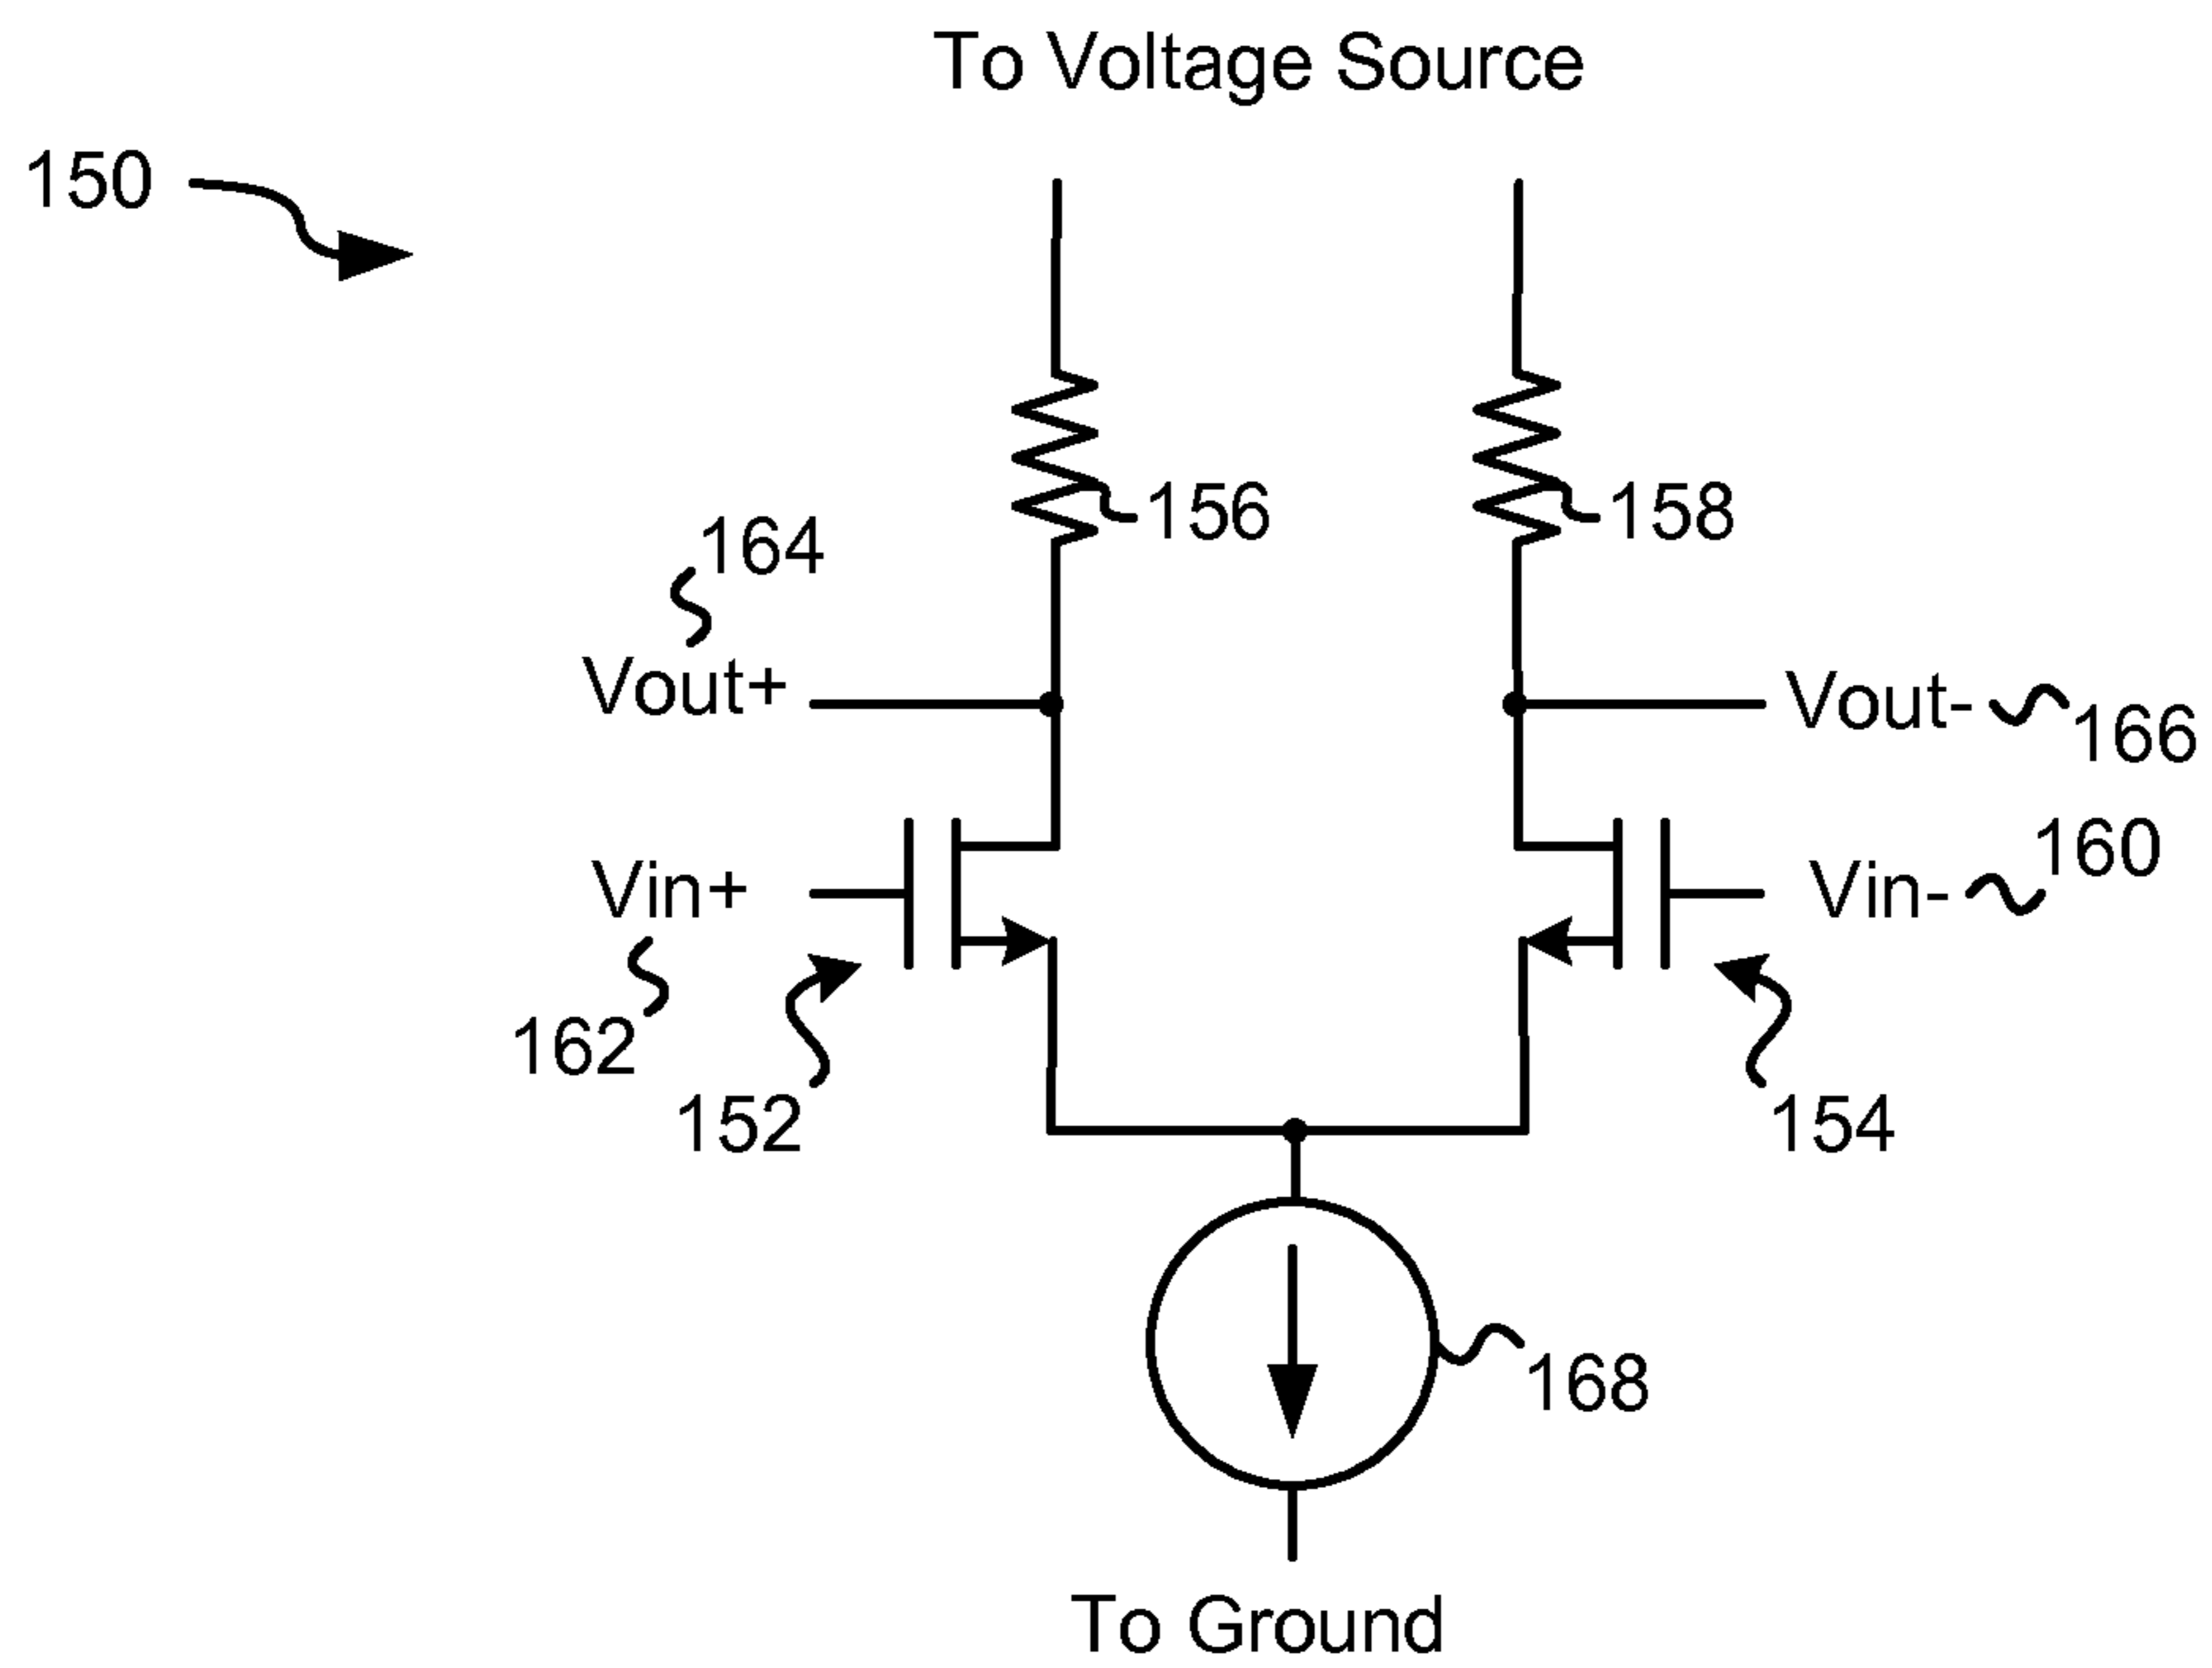 To Voltage Source
150
156
158
164
Vout+
Vout-
166
160
Vin+
Vin-
162
152
154
168
To Ground